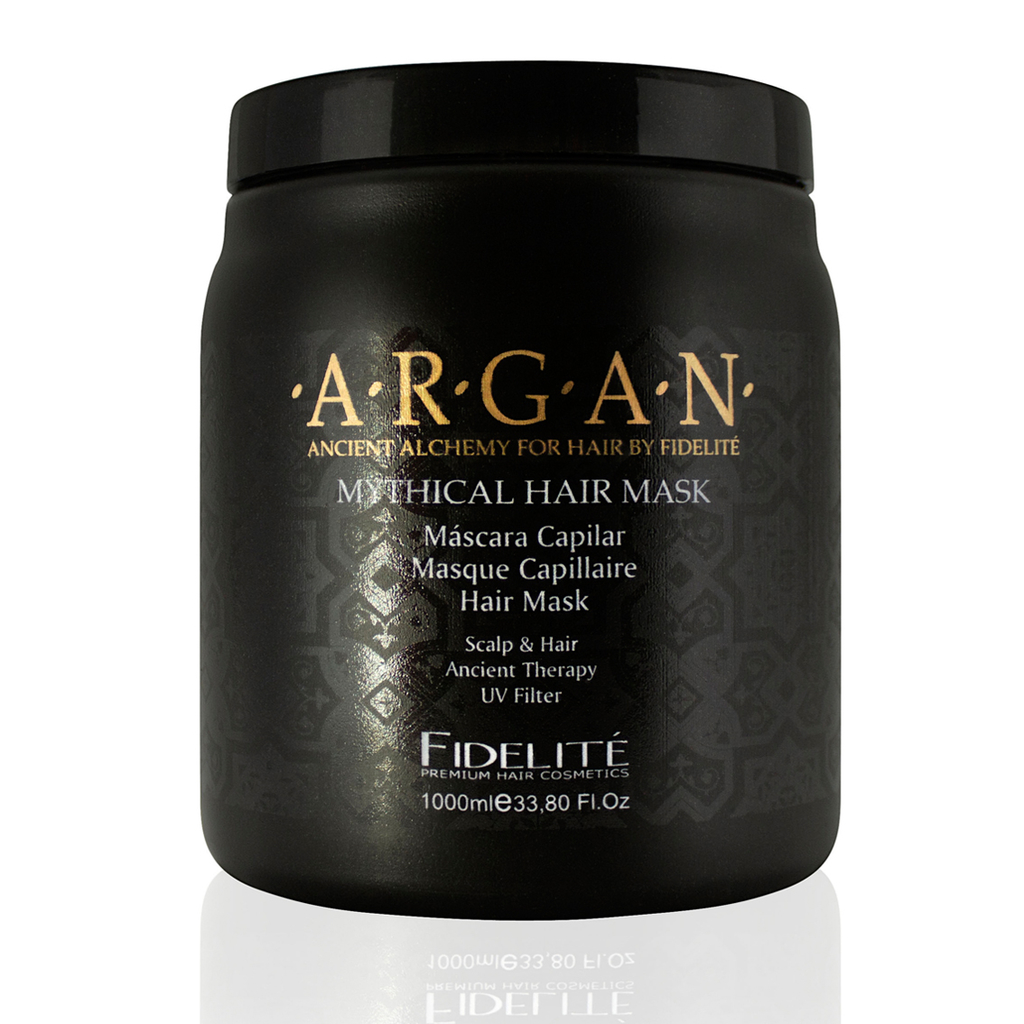 ·A·R·G·A·N·
ANCIENT ALCHEMY FOR HAIR BY FIDELITÉ
MYTHICAL HAIR MASK
Máscara Capilar
Masque Capillaire
Hair Mask
Scalp & Hair
Ancient Therapy
UV Filter
FIDELITÉ
PREMIUM HAIR COSMETICS
1000ml℮33,80 Fl.Oz